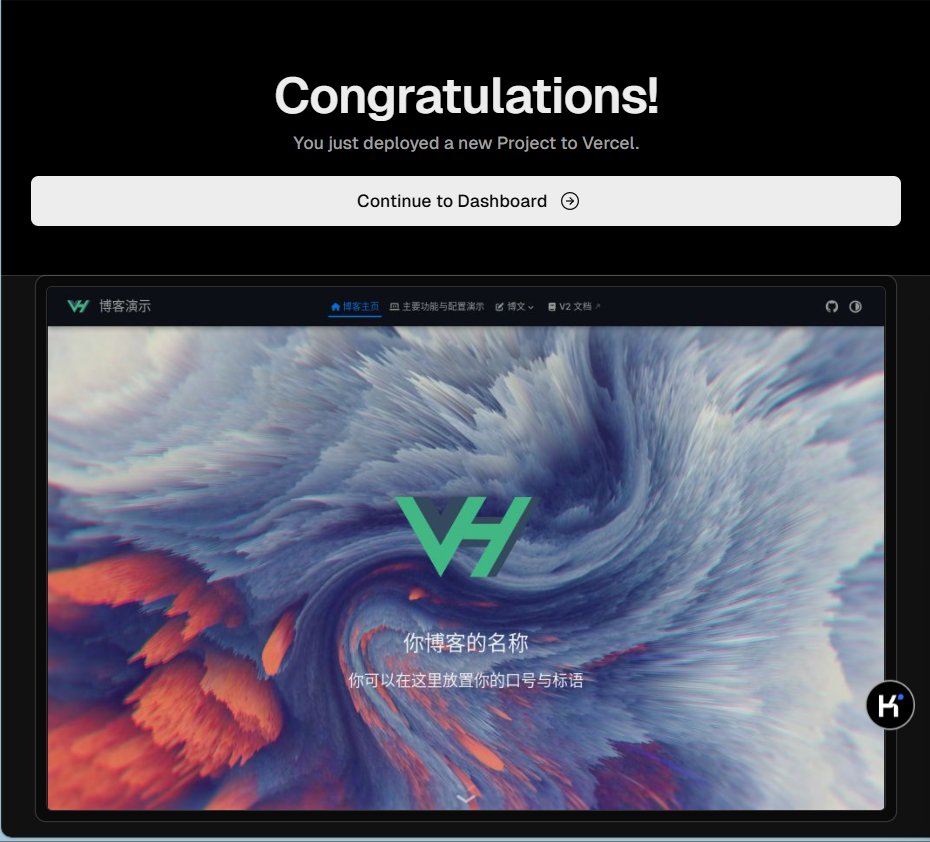 Congratulations!
You just deployed a new Project to Vercel.
Continue to Dashboard
VH 博客演示 博客主页 主要功能与配置演示 博文 V2 文档
VH
你博客的名称
你可以在这里放置你的口号与标语
K